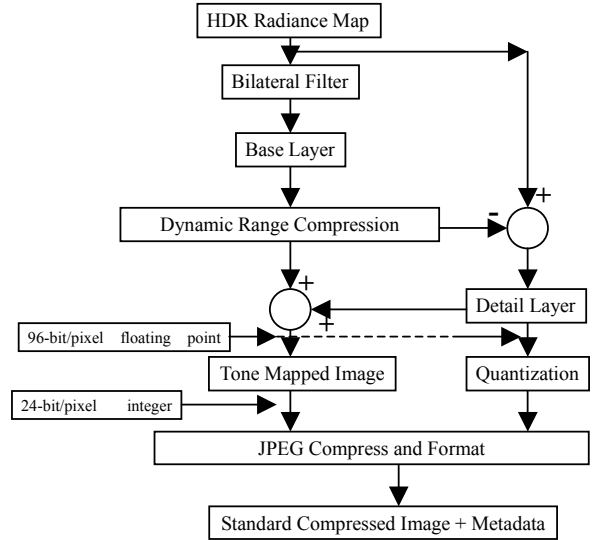 HDR Radiance Map
Bilateral Filter
Base Layer
+
-
Dynamic Range Compression
+
+
Detail Layer
96-bit/pixel floating point
Tone Mapped Image
Quantization
24-bit/pixel integer
JPEG Compress and Format
Standard Compressed Image + Metadata